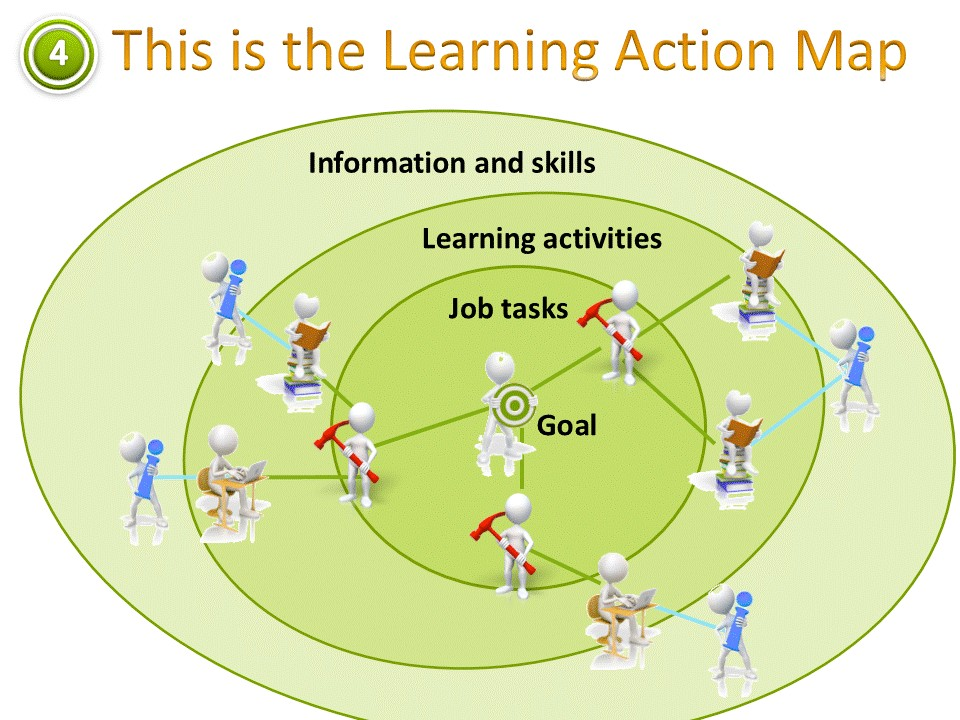 4 This is the Learning Action Map
Information and skills
Learning activities
Job tasks
Goal